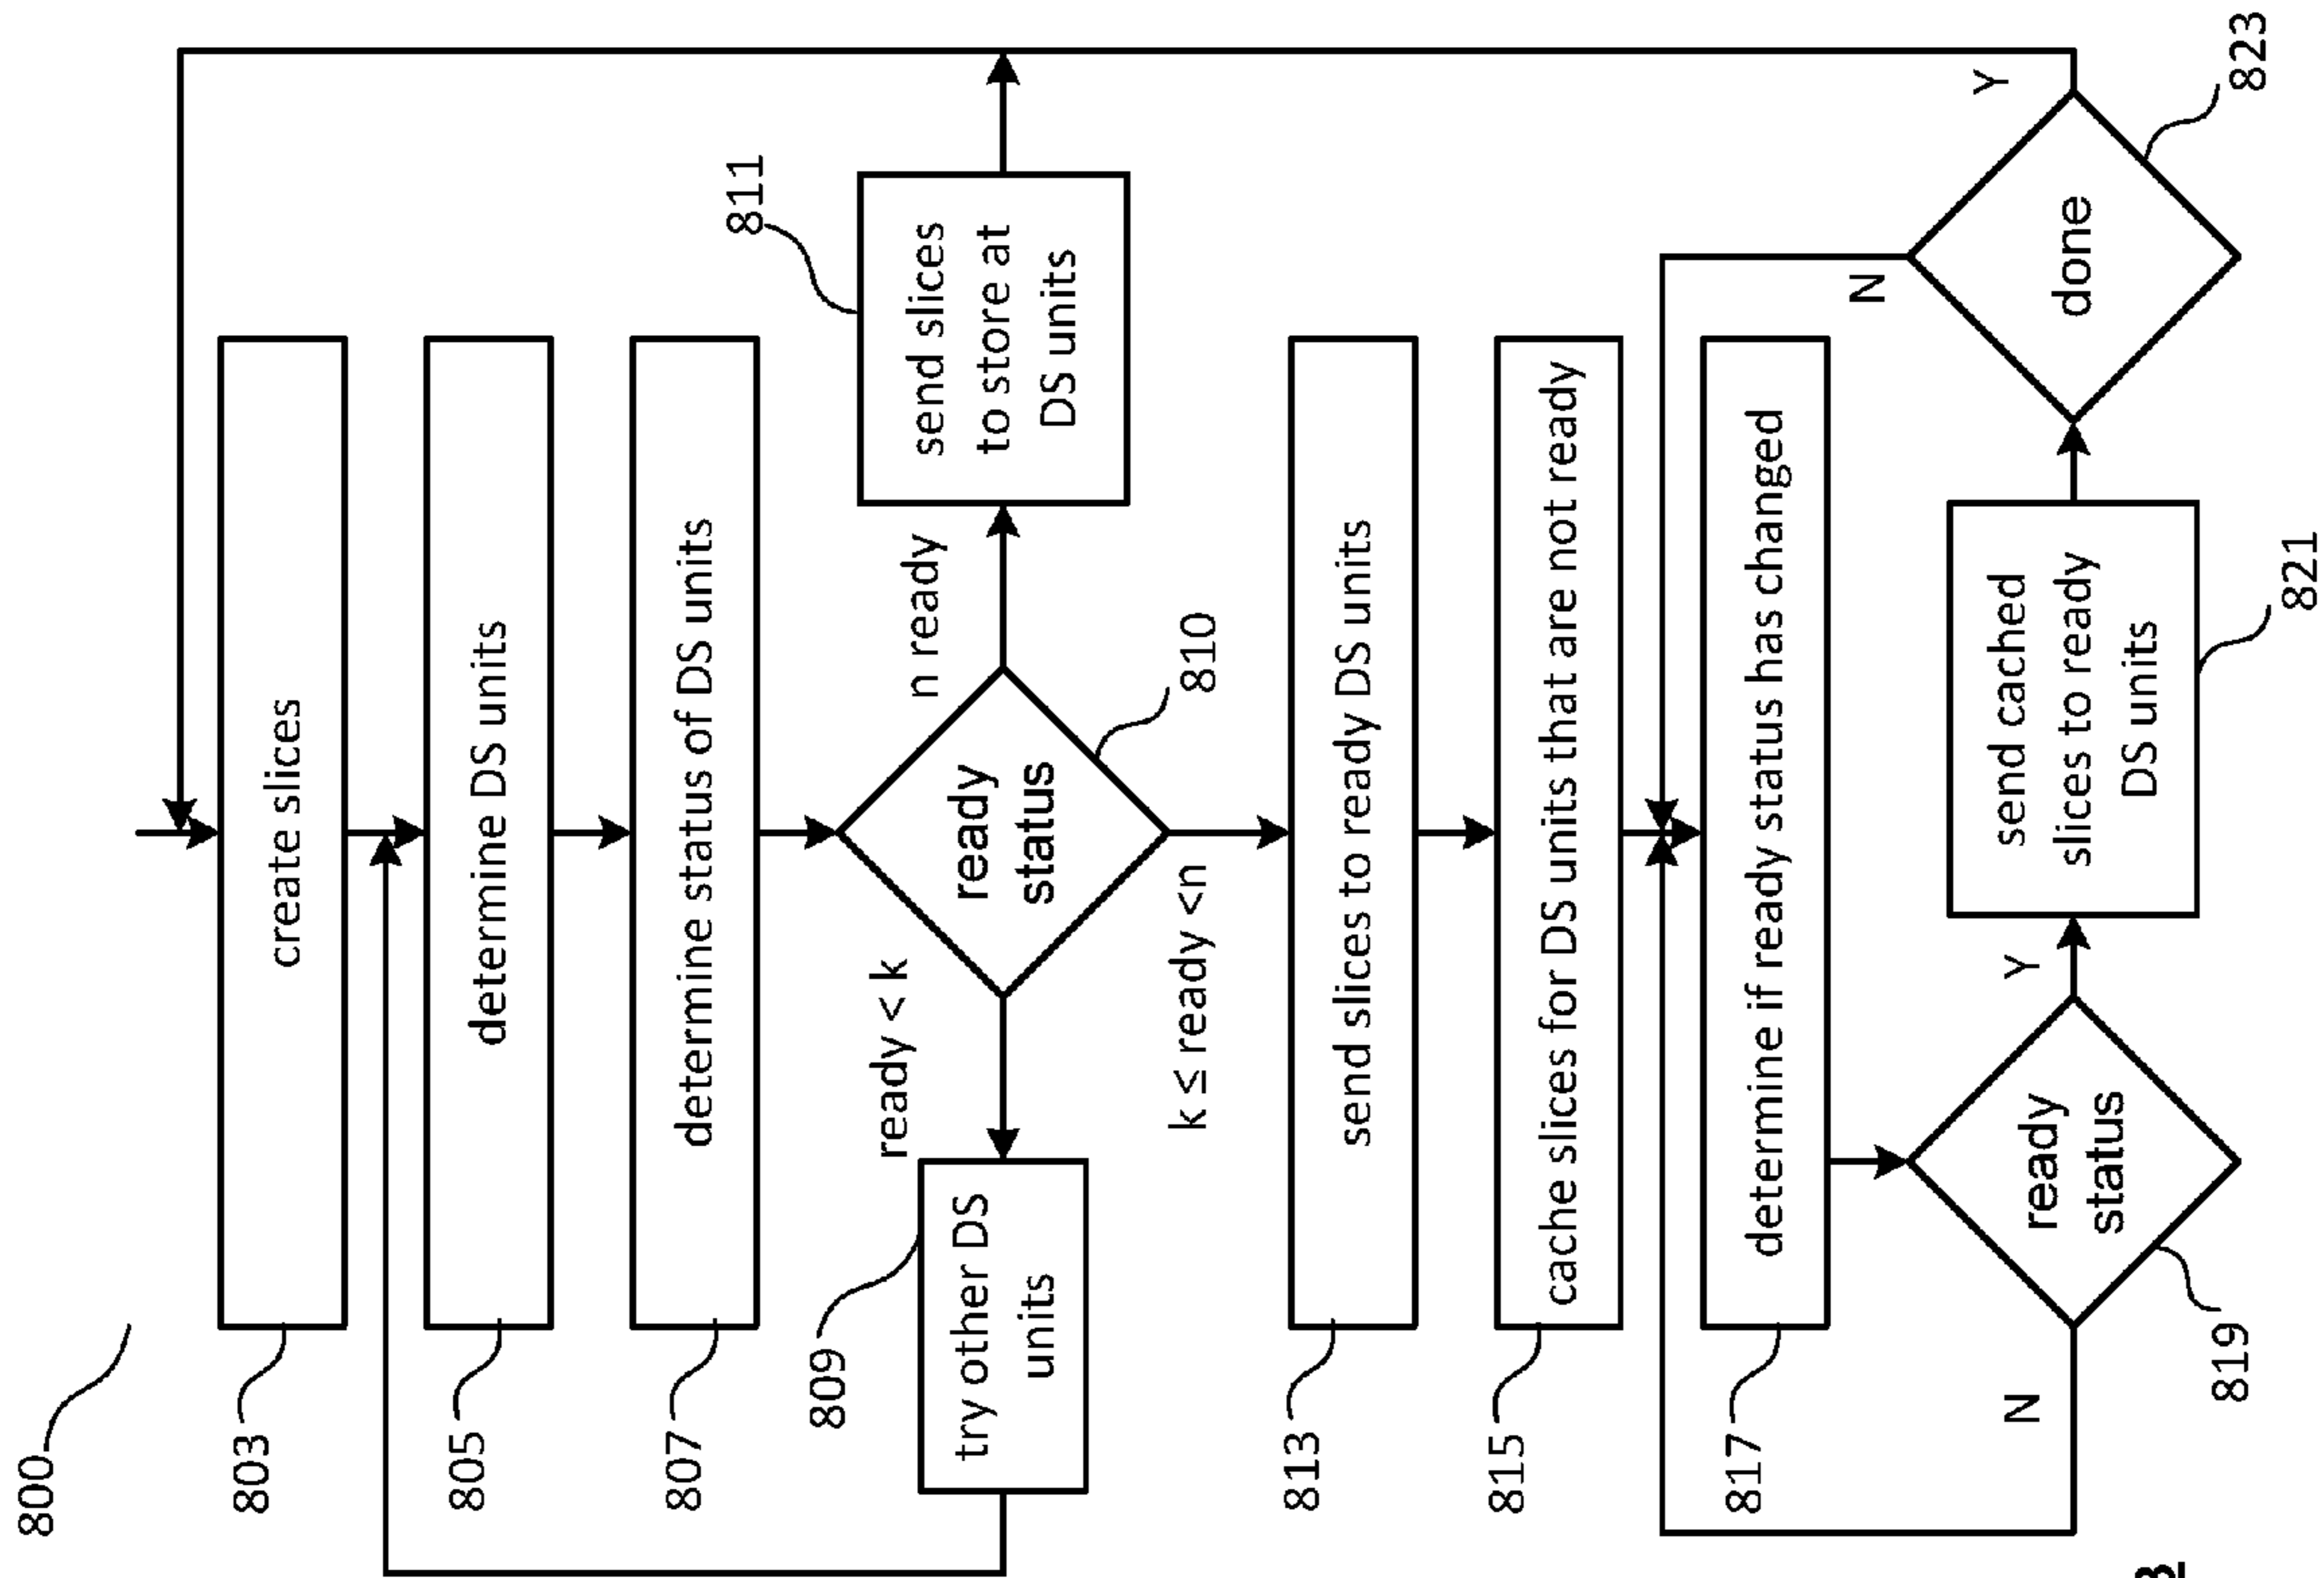 800
803
create slices
805
determine DS units
807
determine status of DS units
809
try other DS
units
ready < k
ready
status
810
n ready
811
send slices
to store at
DS units
k ≤ ready <n
813
send slices to ready DS units
815
cache slices for DS units that are not ready
817
determine if ready status has changed
N
ready
status
819
Y
send cached
slices to ready
DS units
821
N
done
Y
823